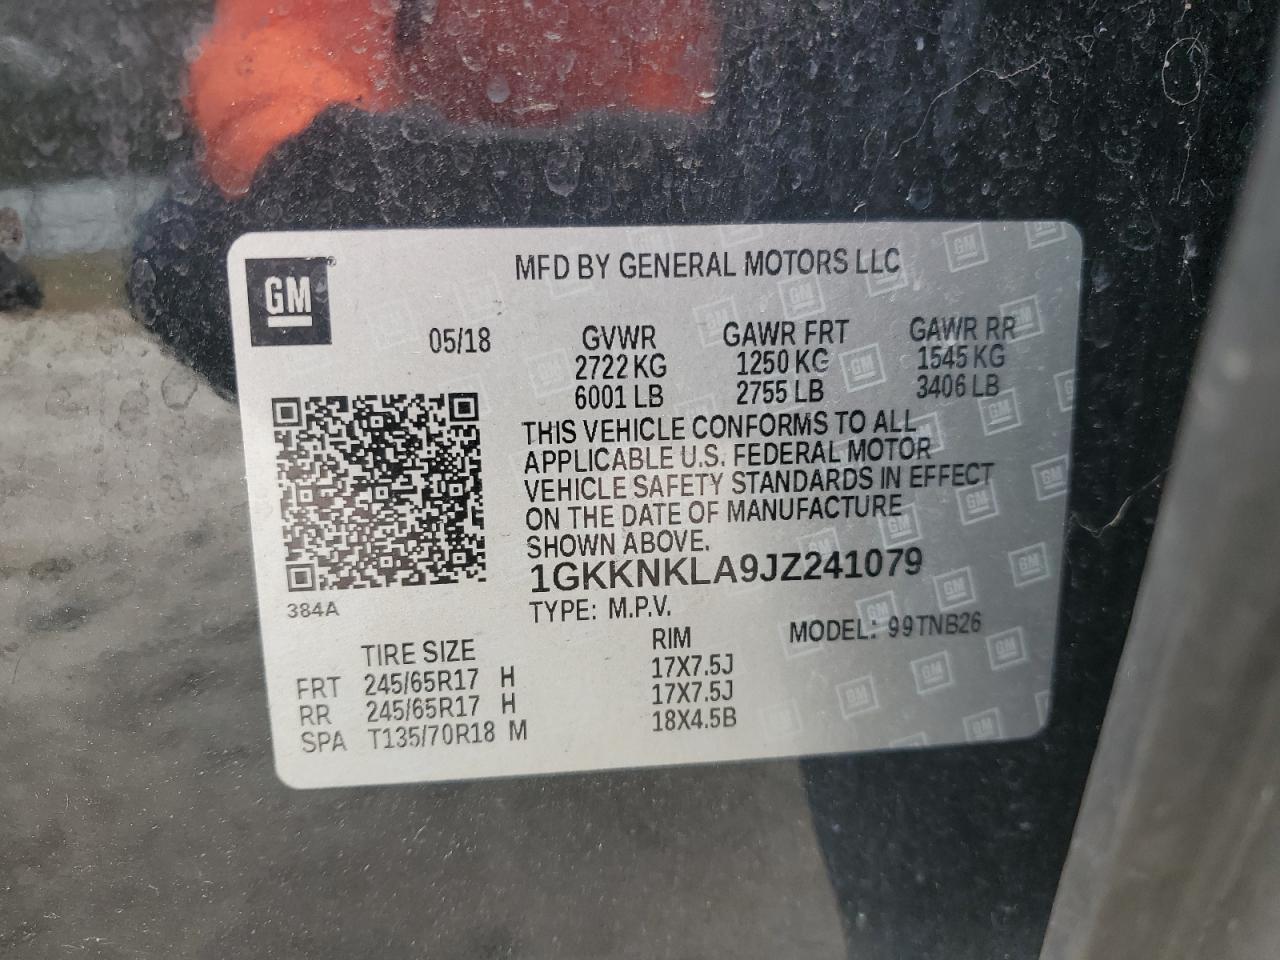 GM
MFD BY GENERAL MOTORS LLC
05/18 GVWR GAWR FRT GAWR RR
2722 KG 1250 KG 1545 KG
6001 LB 2755 LB 3406 LB
THIS VEHICLE CONFORMS TO ALL
APPLICABLE U.S. FEDERAL MOTOR
VEHICLE SAFETY STANDARDS IN EFFECT
ON THE DATE OF MANUFACTURE
SHOWN ABOVE.
1GKKNKLA9JZ241079
384A
TYPE: M.P.V.
MODEL: 99TNB26
TIRE SIZE RIM
FRT 245/65R17 H 17X7.5J
RR 245/65R17 H 17X7.5J
SPA T135/70R18 M 18X4.5B